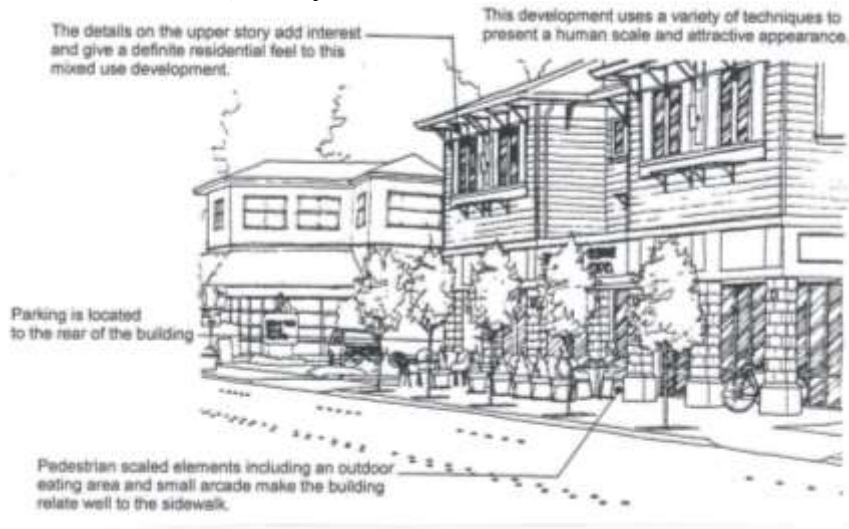 The details on the upper story add interest
and give a definite residential feel to this
mixed use development.
This development uses a variety of techniques to
present a human scale and attractive appearance.
Parking is located
to the rear of the building
Pedestrian scaled elements including an outdoor
eating area and small arcade make the building
relate well to the sidewalk.